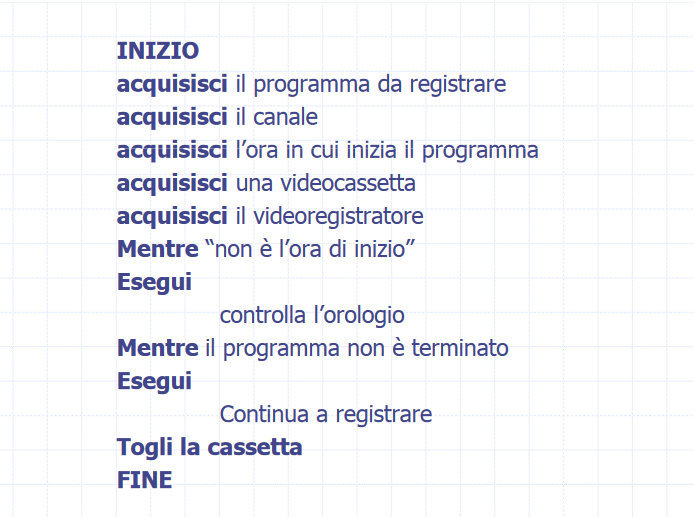 INIZIO
acquisisci il programma da registrare
acquisisci il canale
acquisisci l’ora in cui inizia il programma
acquisisci una videocassetta
acquisisci il videoregistratore
Mentre “non è l’ora di inizio”
Esegui
controlla l’orologio
Mentre il programma non è terminato
Esegui
Continua a registrare
Togli la cassetta
FINE